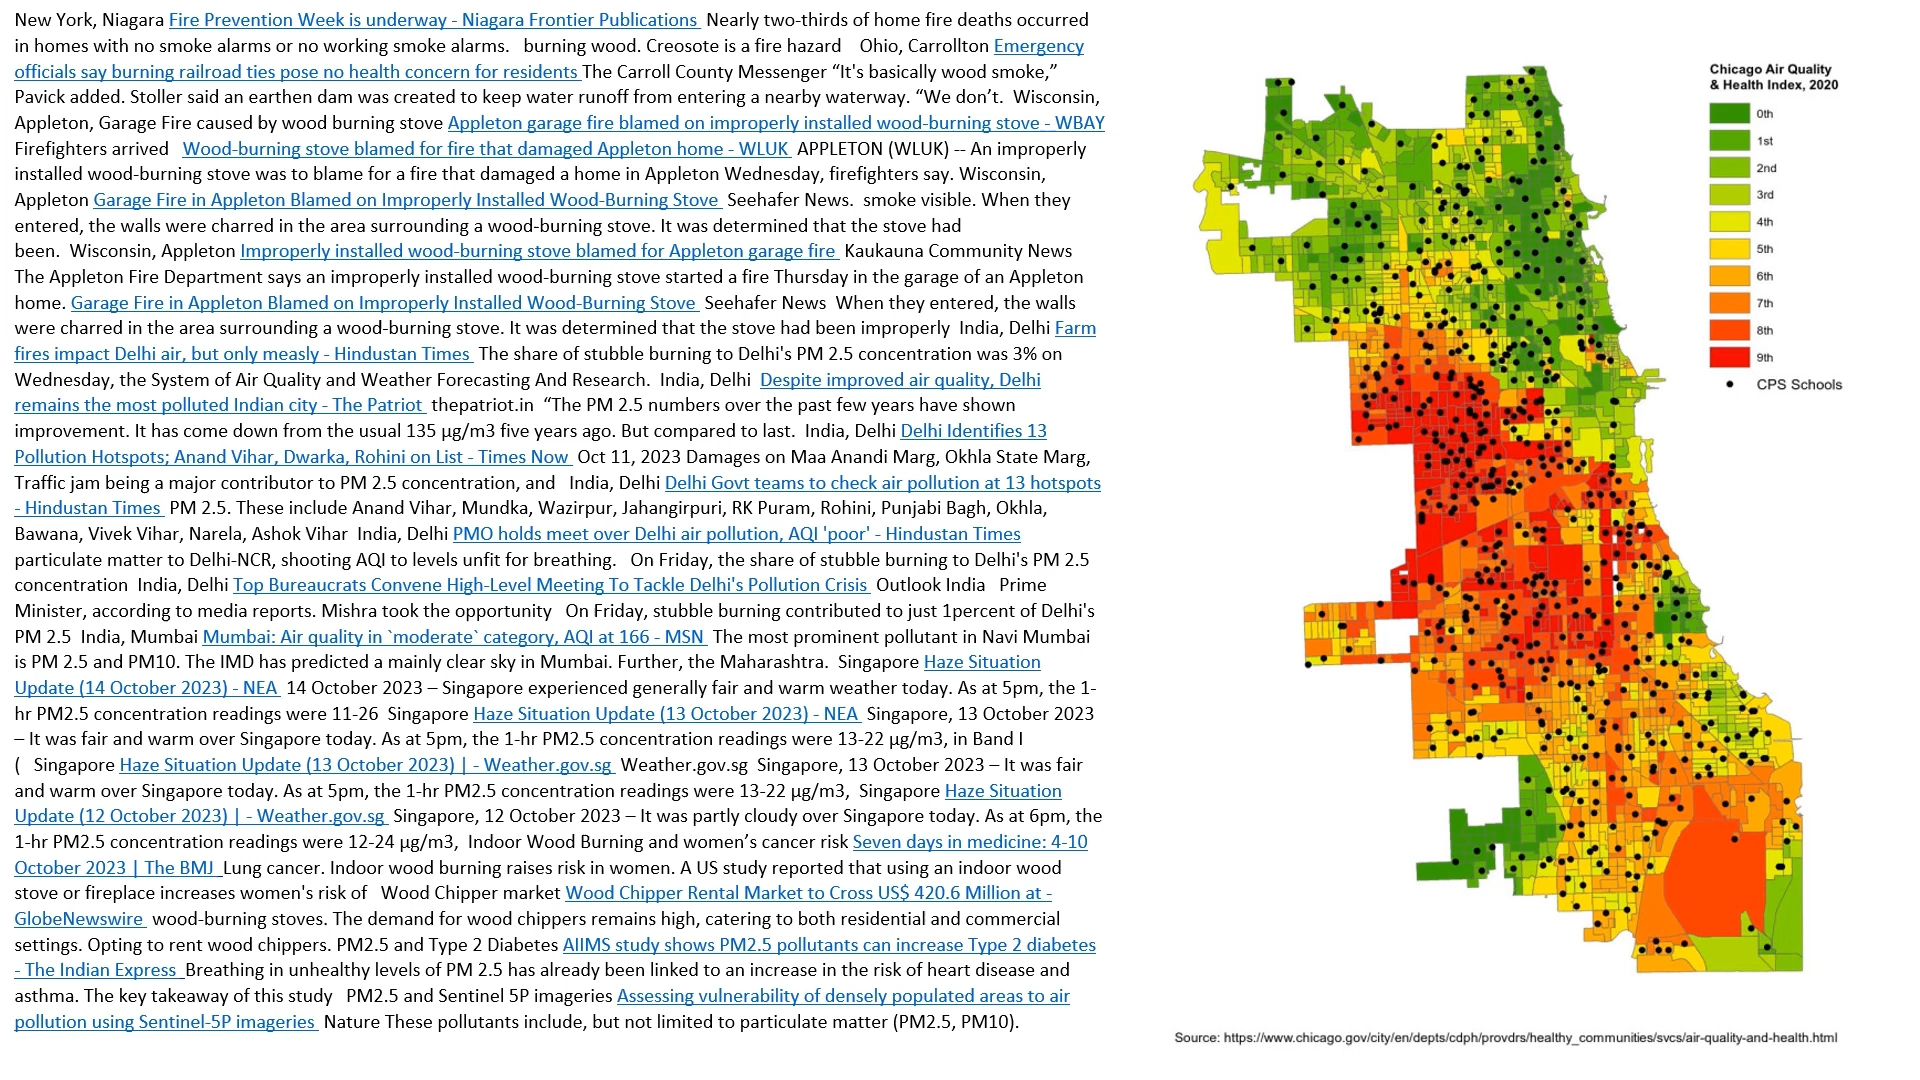 New York, Niagara Fire Prevention Week is underway - Niagara Frontier Publications  Nearly two-thirds of home fire deaths occurred
in homes with no smoke alarms or no working smoke alarms.   burning wood. Creosote is a fire hazard    Ohio, Carrollton Emergency
officials say burning railroad ties pose no health concern for residents The Carroll County Messenger “It's basically wood smoke,”
Pavick added. Stoller said an earthen dam was created to keep water runoff from entering a nearby waterway. “We don’t.  Wisconsin,
Appleton, Garage Fire caused by wood burning stove Appleton garage fire blamed on improperly installed wood-burning stove - WBAY
Firefighters arrived   Wood-burning stove blamed for fire that damaged Appleton home - WLUK  APPLETON (WLUK) -- An improperly
installed wood-burning stove was to blame for a fire that damaged a home in Appleton Wednesday, firefighters say. Wisconsin,
Appleton Garage Fire in Appleton Blamed on Improperly Installed Wood-Burning Stove  Seehafer News.  smoke visible. When they
entered, the walls were charred in the area surrounding a wood-burning stove. It was determined that the stove had
been.  Wisconsin, Appleton Improperly installed wood-burning stove blamed for Appleton garage fire  Kaukauna Community News
The Appleton Fire Department says an improperly installed wood-burning stove started a fire Thursday in the garage of an Appleton
home. Garage Fire in Appleton Blamed on Improperly Installed Wood-Burning Stove  Seehafer News  When they entered, the walls
were charred in the area surrounding a wood-burning stove. It was determined that the stove had been improperly  India, Delhi Farm
fires impact Delhi air, but only measly - Hindustan Times  The share of stubble burning to Delhi's PM 2.5 concentration was 3% on
Wednesday, the System of Air Quality and Weather Forecasting And Research.  India, Delhi  Despite improved air quality, Delhi
remains the most polluted Indian city - The Patriot  thepatriot.in  “The PM 2.5 numbers over the past few years have shown
improvement. It has come down from the usual 135 µg/m3 five years ago. But compared to last.  India, Delhi Delhi Identifies 13
Pollution Hotspots; Anand Vihar, Dwarka, Rohini on List - Times Now  Oct 11, 2023 Damages on Maa Anandi Marg, Okhla State Marg,
Traffic jam being a major contributor to PM 2.5 concentration, and   India, Delhi Delhi Govt teams to check air pollution at 13 hotspots
- Hindustan Times  PM 2.5. These include Anand Vihar, Mundka, Wazirpur, Jahangirpuri, RK Puram, Rohini, Punjabi Bagh, Okhla,
Bawana, Vivek Vihar, Narela, Ashok Vihar  India, Delhi PMO holds meet over Delhi air pollution, AQI 'poor' - Hindustan Times
particulate matter to Delhi-NCR, shooting AQI to levels unfit for breathing.   On Friday, the share of stubble burning to Delhi's PM 2.5
concentration  India, Delhi Top Bureaucrats Convene High-Level Meeting To Tackle Delhi's Pollution Crisis  Outlook India   Prime
Minister, according to media reports. Mishra took the opportunity   On Friday, stubble burning contributed to just 1percent of Delhi's
PM 2.5  India, Mumbai Mumbai: Air quality in `moderate` category, AQI at 166 - MSN  The most prominent pollutant in Navi Mumbai
is PM 2.5 and PM10. The IMD has predicted a mainly clear sky in Mumbai. Further, the Maharashtra.  Singapore Haze Situation
Update (14 October 2023) - NEA  14 October 2023 – Singapore experienced generally fair and warm weather today. As at 5pm, the 1-
hr PM2.5 concentration readings were 11-26  Singapore Haze Situation Update (13 October 2023) - NEA  Singapore, 13 October 2023
– It was fair and warm over Singapore today. As at 5pm, the 1-hr PM2.5 concentration readings were 13-22 µg/m3, in Band I
(   Singapore Haze Situation Update (13 October 2023) | - Weather.gov.sg  Weather.gov.sg  Singapore, 13 October 2023 – It was fair
and warm over Singapore today. As at 5pm, the 1-hr PM2.5 concentration readings were 13-22 µg/m3,  Singapore Haze Situation
Update (12 October 2023) | - Weather.gov.sg  Singapore, 12 October 2023 – It was partly cloudy over Singapore today. As at 6pm, the
1-hr PM2.5 concentration readings were 12-24 µg/m3,  Indoor Wood Burning and women’s cancer risk Seven days in medicine: 4-10
October 2023 | The BMJ  Lung cancer. Indoor wood burning raises risk in women. A US study reported that using an indoor wood
stove or fireplace increases women's risk of   Wood Chipper market Wood Chipper Rental Market to Cross US$ 420.6 Million at -
GlobeNewswire  wood-burning stoves. The demand for wood chippers remains high, catering to both residential and commercial
settings. Opting to rent wood chippers. PM2.5 and Type 2 Diabetes AIIMS study shows PM2.5 pollutants can increase Type 2 diabetes
- The Indian Express  Breathing in unhealthy levels of PM 2.5 has already been linked to an increase in the risk of heart disease and
asthma. The key takeaway of this study   PM2.5 and Sentinel 5P imageries Assessing vulnerability of densely populated areas to air
pollution using Sentinel-5P imageries  Nature These pollutants include, but not limited to particulate matter (PM2.5, PM10).
Chicago Air Quality
& Health Index, 2020
0th
1st
2nd
3rd
4th
5th
6th
7th
8th
9th
CPS Schools
Source: https://www.chicago.gov/city/en/depts/cdph/provdrs/healthy_communities/svcs/air-quality-and-health.html